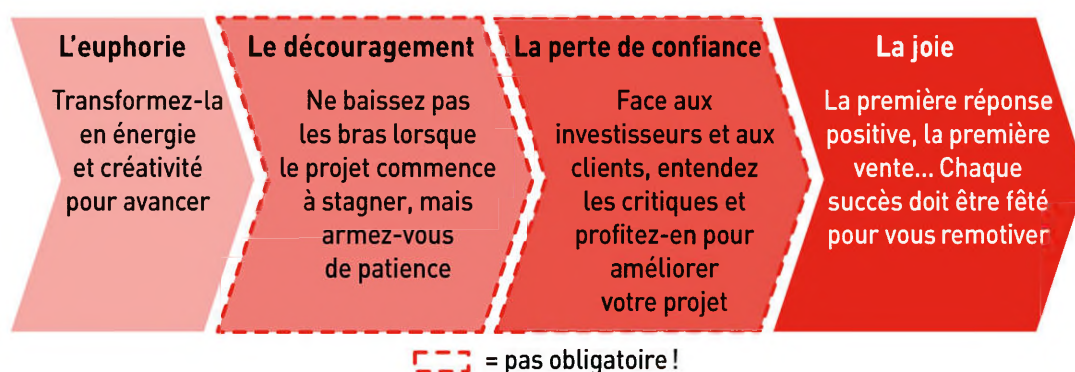 L'euphorie
Transformez-la
en énergie
et créativité
pour avancer
Le découragement
Ne baissez pas
les bras lorsque
le projet commence
à stagner, mais
armez-vous
de patience
La perte de confiance
Face aux
investisseurs et aux
clients, entendez
les critiques et
profitez-en pour
améliorer
votre projet
La joie
La première réponse
positive, la première
vente... Chaque
succès doit être fêté
pour vous remotiver
= pas obligatoire !